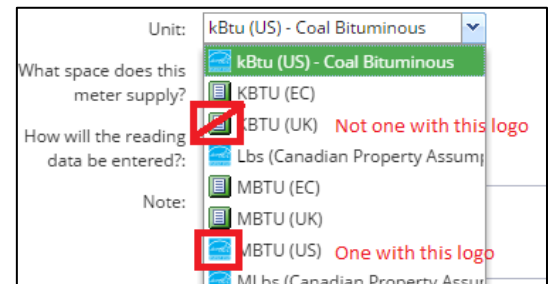 Unit: kBtu (US) - Coal Bituminous
kBtu (US) - Coal Bituminous
What space does this
meter supply?
KBTU (EC)
KBTU (UK) Not one with this logo
How will the reading
data be entered?:
Lbs (Canadian Property Assump
MBTU (EC)
Note:
MBTU (UK)
MBTU (US) One with this logo
MLbs (Canadian Property Assum